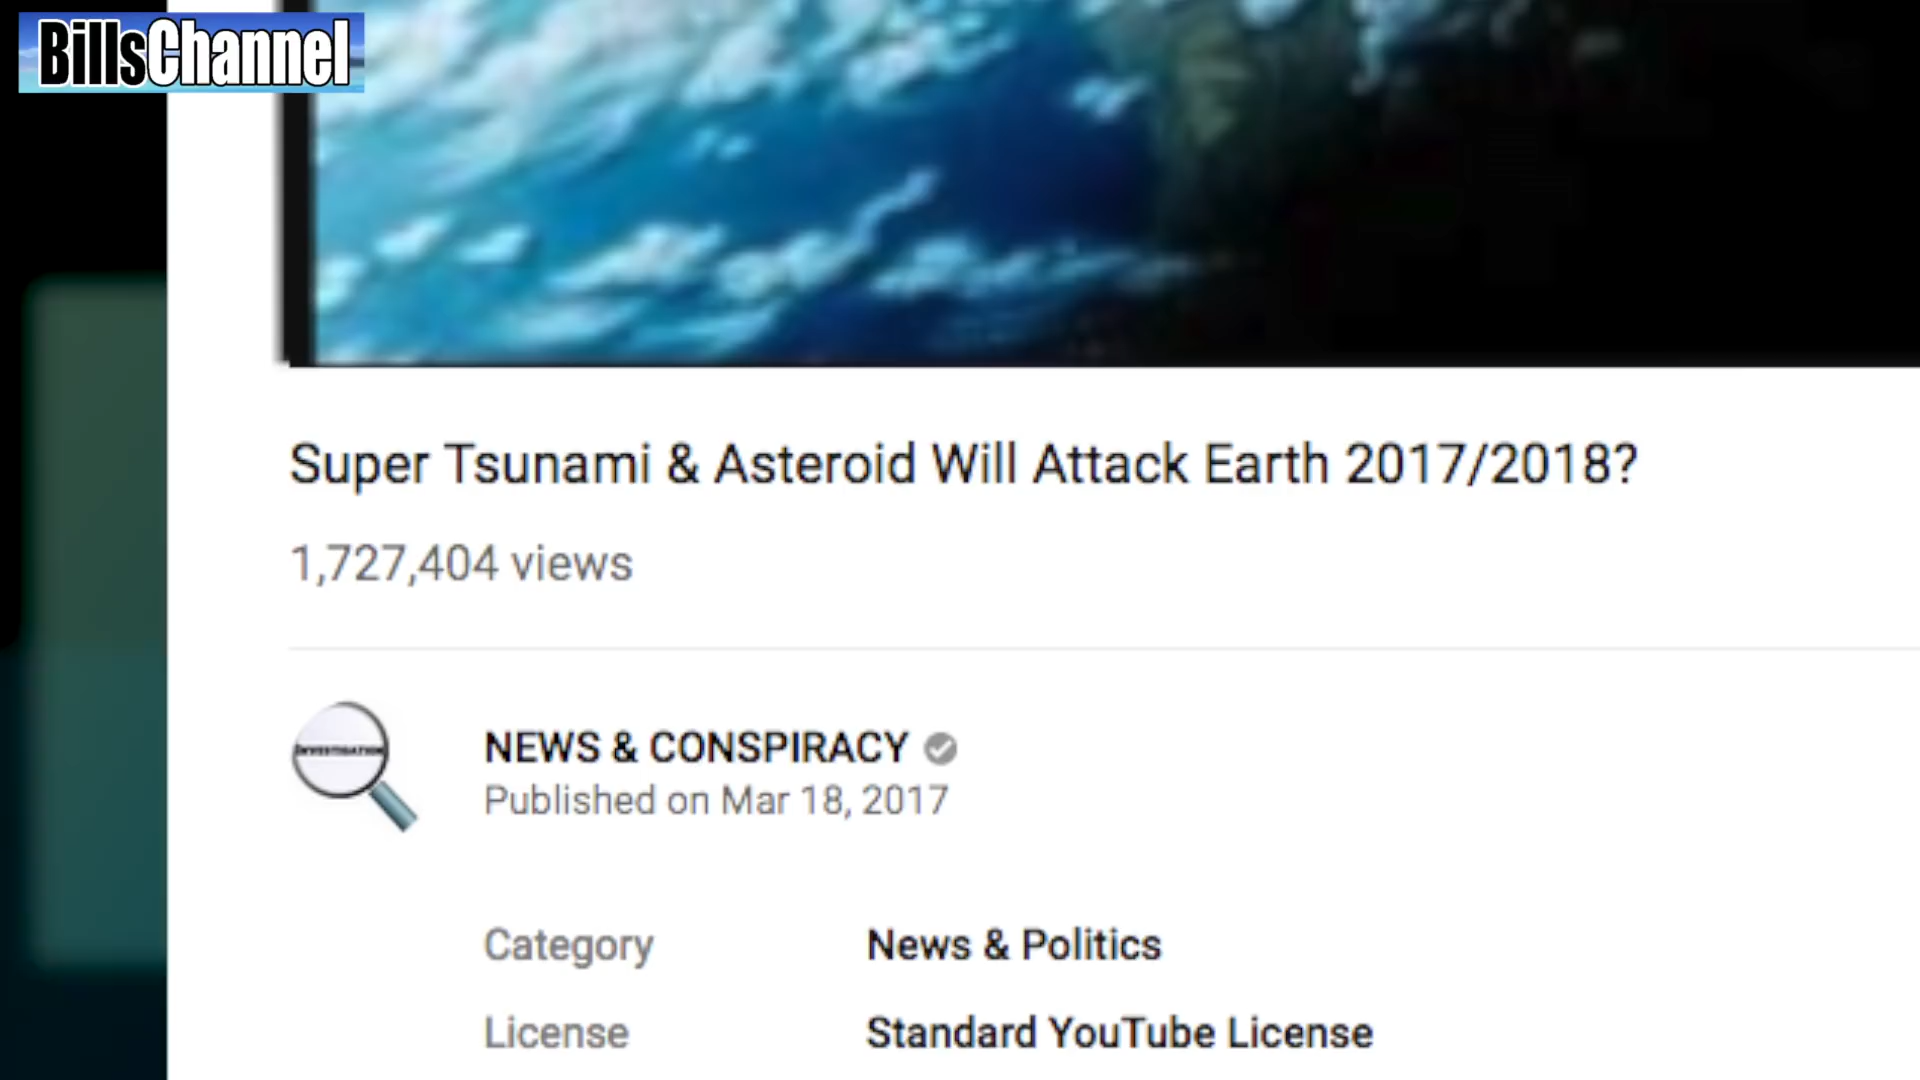 BillsChannel
Super Tsunami & Asteroid Will Attack Earth 2017/2018?
1,727,404 views
INVESTIGATION
NEWS & CONSPIRACY
Published on Mar 18, 2017
Category News & Politics
License Standard YouTube License